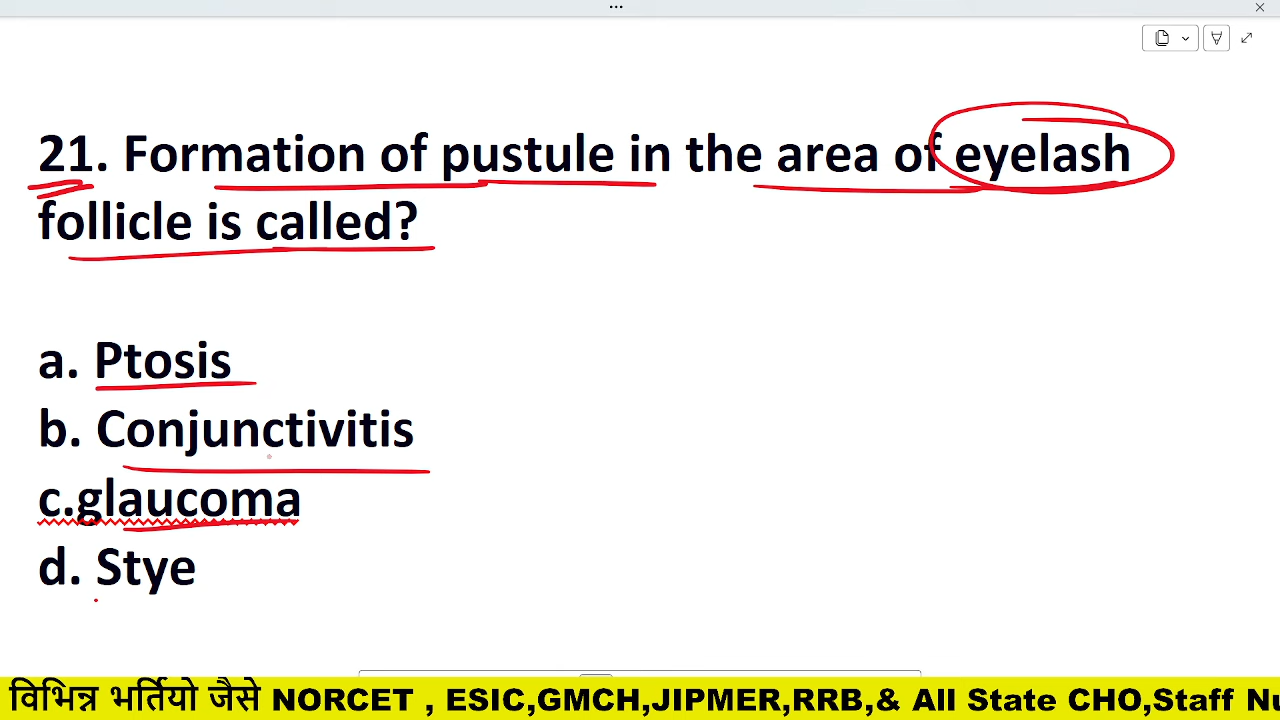 21. Formation of pustule in the area of eyelash
follicle is called?
a. Ptosis
b. Conjunctivitis
c.glaucoma
d. Stye
विभिन्न भर्तियो जैसे NORCET , ESIC,GMCH,JIPMER,RRB,& All State CHO,Staff Nu